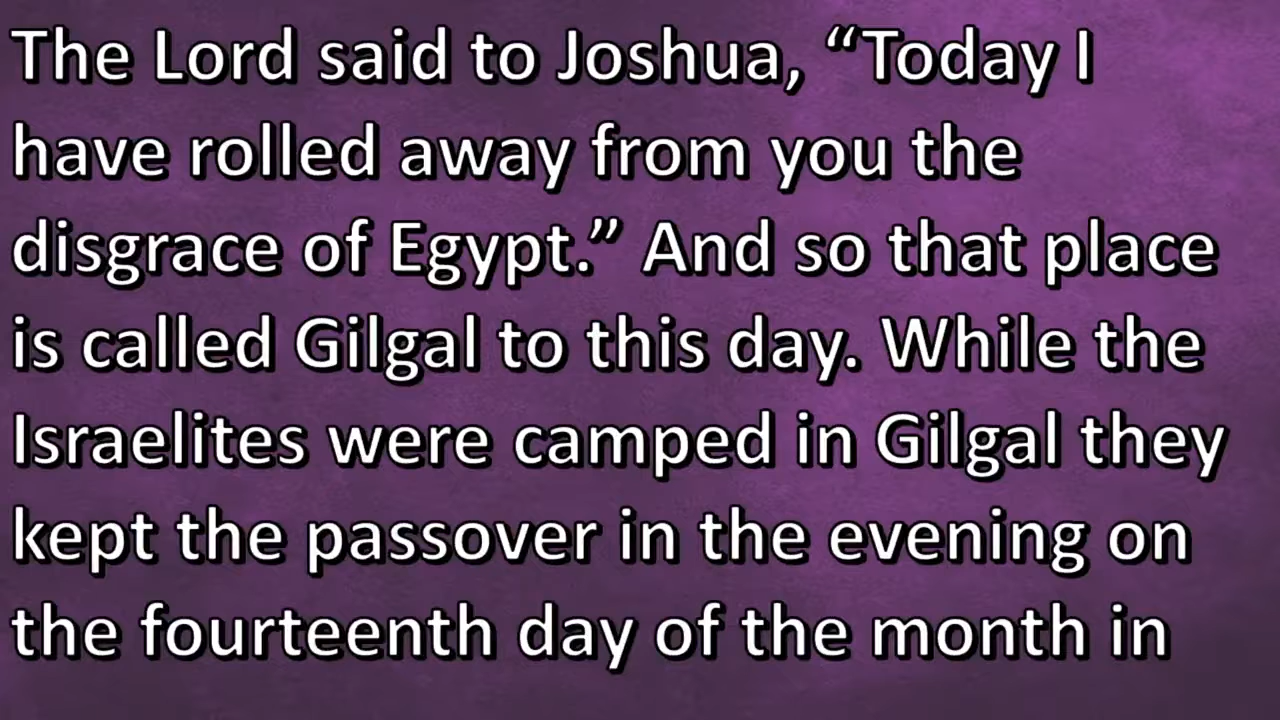 The Lord said to Joshua, “Today I
have rolled away from you the
disgrace of Egypt.” And so that place
is called Gilgal to this day. While the
Israelites were camped in Gilgal they
kept the passover in the evening on
the fourteenth day of the month in